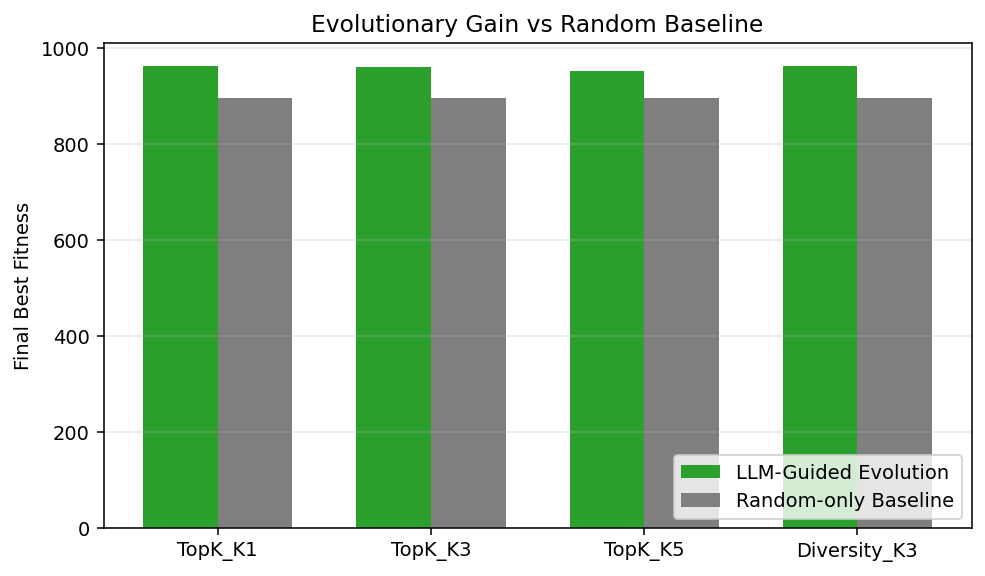 Evolutionary Gain vs Random Baseline
Final Best Fitness
1000
800
600
400
200
0
TopK_K1
TopK_K3
TopK_K5
Diversity_K3
LLM-Guided Evolution
Random-only Baseline